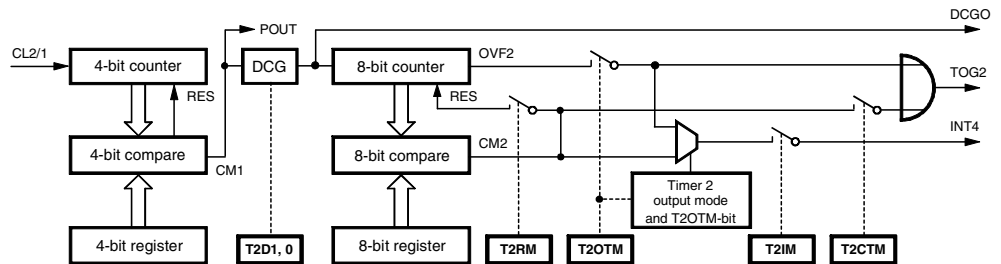 DCGO
POUT
CL2/1
4-bit counter
DCG
8-bit counter
OVF2
TOG2
RES
RES
INT4
4-bit compare
CM1
8-bit compare
CM2
Timer 2
output mode
and T2OTM-bit
4-bit register
T2D1, 0
8-bit register
T2RM
T2OTM
T2IM
T2CTM